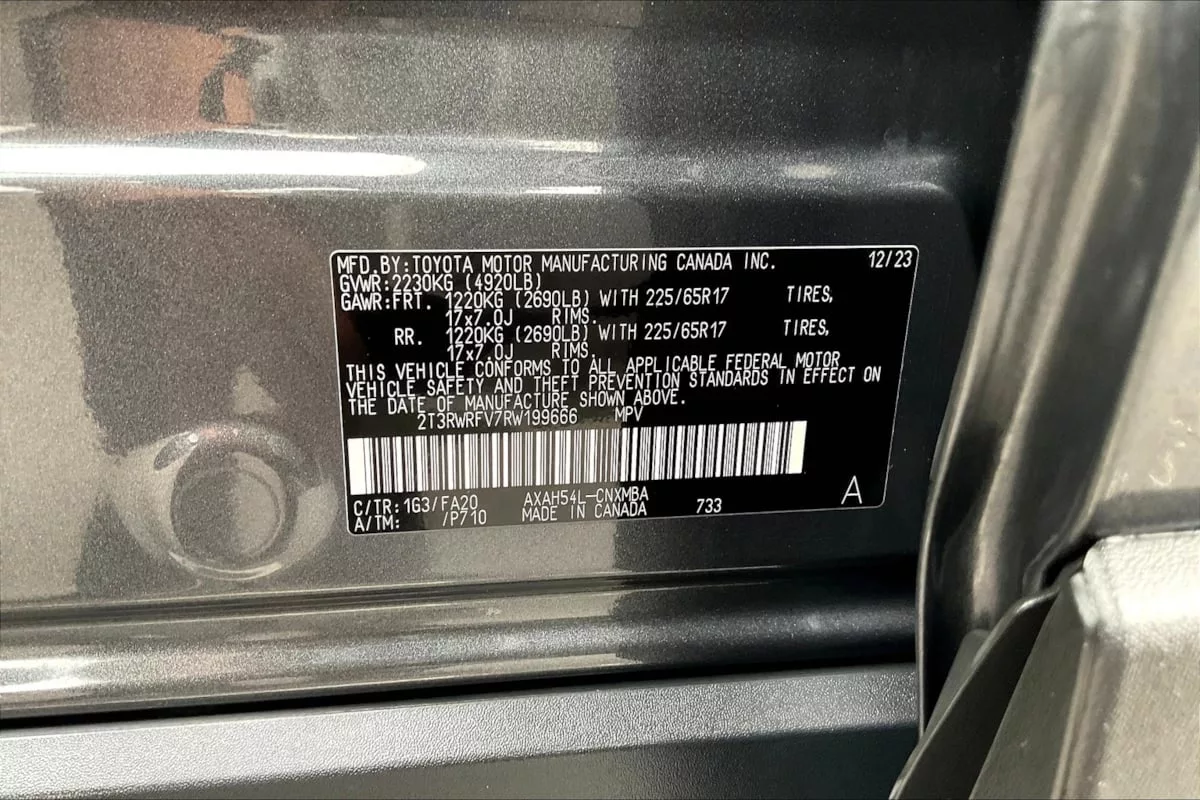 MFD.BY:TOYOTA MOTOR MANUFACTURING CANADA INC. 12/23
GVWR:2230KG (4920LB)
GAWR:FRT. 1220KG (2690LB) WITH 225/65R17 TIRES,
17x7.0J RIMS.
RR. 1220KG (2690LB) WITH 225/65R17 TIRES,
17x7.0J RIMS.
THIS VEHICLE CONFORMS TO ALL APPLICABLE FEDERAL MOTOR
VEHICLE SAFETY AND THEFT PREVENTION STANDARDS IN EFFECT ON
THE DATE OF MANUFACTURE SHOWN ABOVE.
2T3RWRFV7RW199666 MPV
C/TR:1G3/FA20 AXAH54L-CNXMBA 733 A
A/TM: /P710 MADE IN CANADA